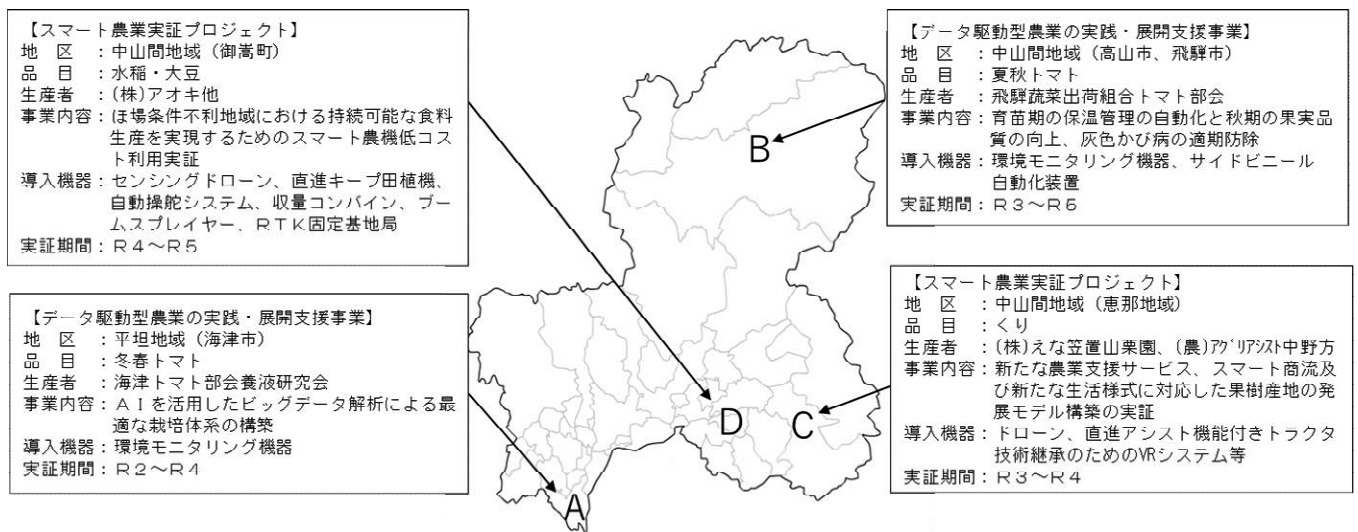 【スマート農業実証プロジェクト】
地　区　：中山間地域（御嵩町）
品　目　：水稲・大豆
生産者　：(株)アオキ他
事業内容：ほ場条件不利地域における持続可能な食料
生産を実現するためのスマート農機低コス
ト利用実証
導入機器：センシングドローン、直進キープ田植機、
自動操舵システム、収量コンバイン、ブー
ムスプレイヤー、ＲＴＫ固定基地局
実証期間：Ｒ４～Ｒ５
【データ駆動型農業の実践・展開支援事業】
地　区　：平坦地域（海津市）
品　目　：冬春トマト
生産者　：海津トマト部会養液研究会
事業内容：ＡＩを活用したビッグデータ解析による最
適な栽培体系の構築
導入機器：環境モニタリング機器
実証期間：Ｒ２～Ｒ４
【データ駆動型農業の実践・展開支援事業】
地　区　：中山間地域（高山市、飛騨市）
品　目　：夏秋トマト
生産者　：飛騨蔬菜出荷組合トマト部会
事業内容：育苗期の保温管理の自動化と秋期の果実品
質の向上、灰色かび病の適期防除
導入機器：環境モニタリング機器、サイドビニール
自動化装置
実証期間：Ｒ３～Ｒ５
【スマート農業実証プロジェクト】
地　区　：中山間地域（恵那地域）
品　目　：くり
生産者　：(株)えな笠置山栗園、(農)ｱｸﾞﾘｱｼｽﾄ中野方
事業内容：新たな農業支援サービス、スマート商流及
び新たな生活様式に対応した果樹産地の発
展モデル構築の実証
導入機器：ドローン、直進アシスト機能付きトラクタ
技術継承のためのVRシステム等
実証期間：Ｒ３～Ｒ４
B
D
C
A